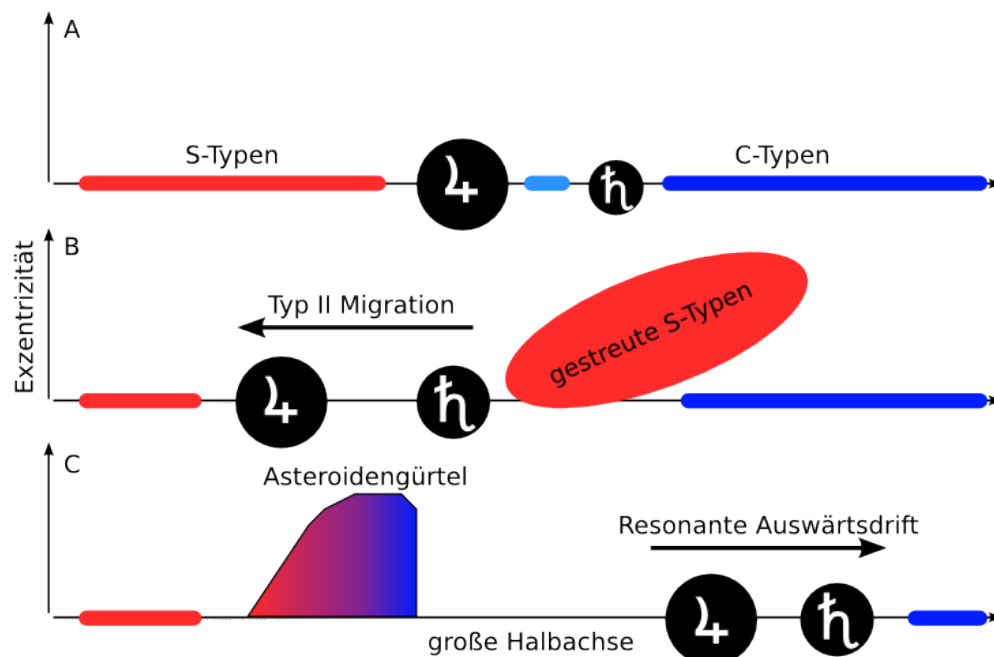 A
S-Typen
C-Typen
♃
♄
Exzentrizität
B
Typ II Migration
gestreute S-Typen
♃
♄
C
Asteroidengürtel
Resonante Auswärtsdrift
♃
♄
große Halbachse